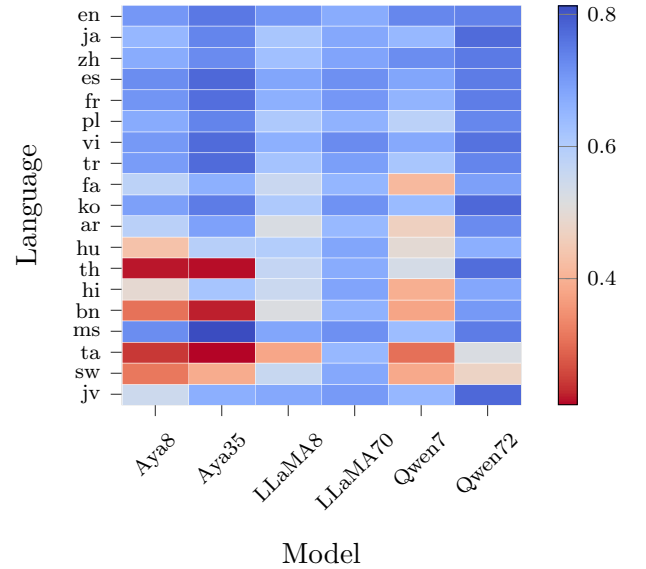 en
ja
zh
es
fr
pl
vi
tr
fa
ko
ar
hu
th
hi
bn
ms
ta
sw
jv
Language
Aya8
Aya35
LLaMA8
LLaMA70
Qwen7
Qwen72
Model
0.8
0.6
0.4